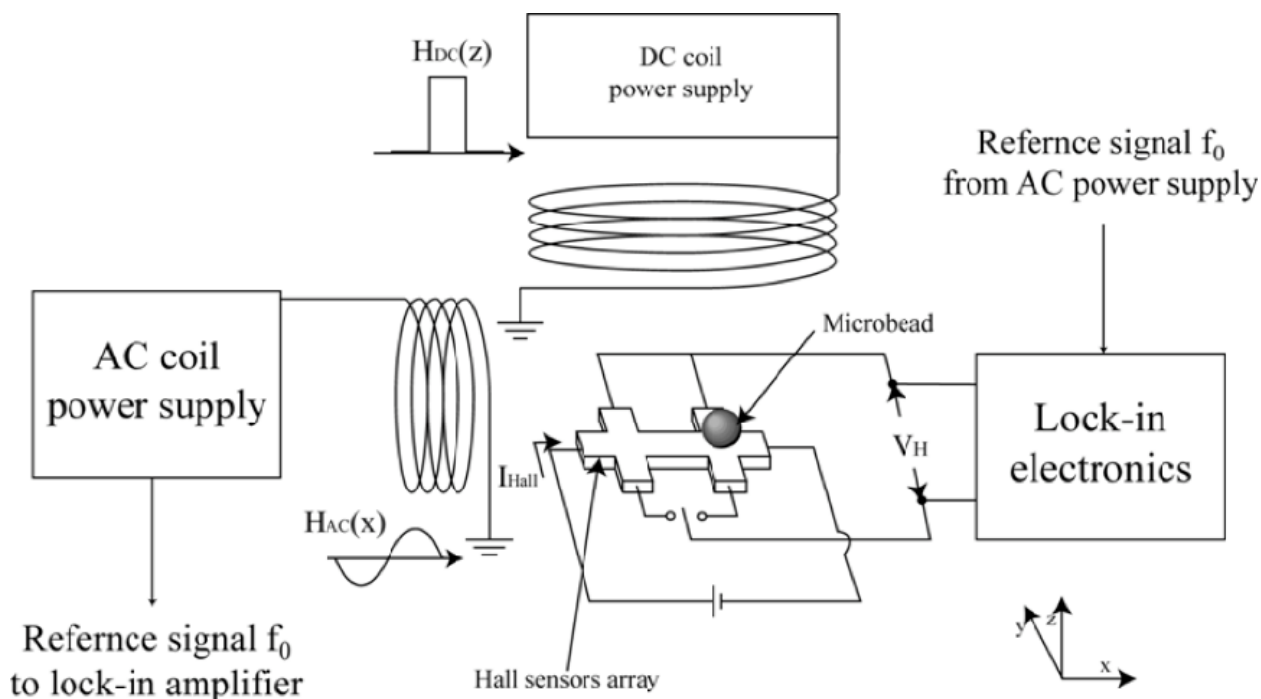 HDC(z)
DC coil
power supply
Refernce signal f0
from AC power supply
Microbead
AC coil
power supply
Lock-in
electronics
VH
IHall
HAC(x)
Refernce signal f0
to lock-in amplifier
Hall sensors array
y
z
x